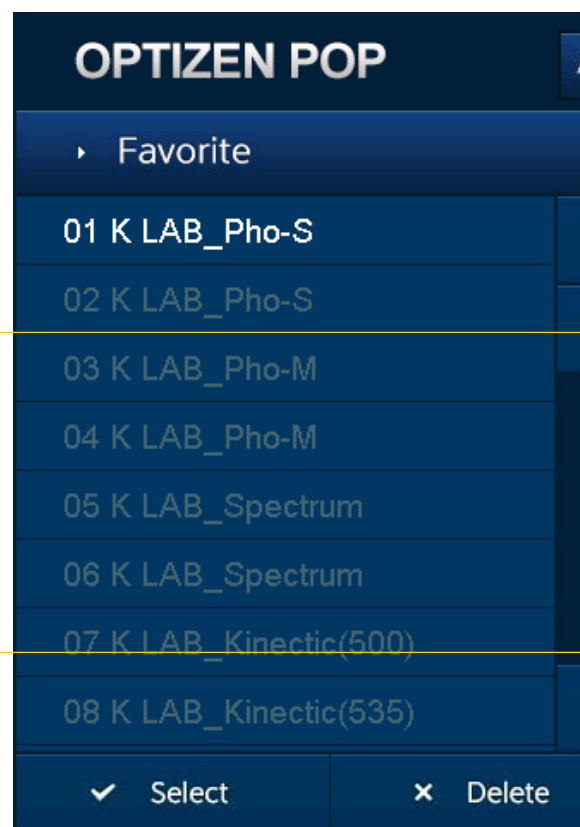 OPTIZEN POP
Favorite
01 K LAB_Pho-S
02 K LAB_Pho-S
03 K LAB_Pho-M
04 K LAB_Pho-M
05 K LAB_Spectrum
06 K LAB_Spectrum
07 K LAB_Kinectic(500)
08 K LAB_Kinectic(535)
Select Delete